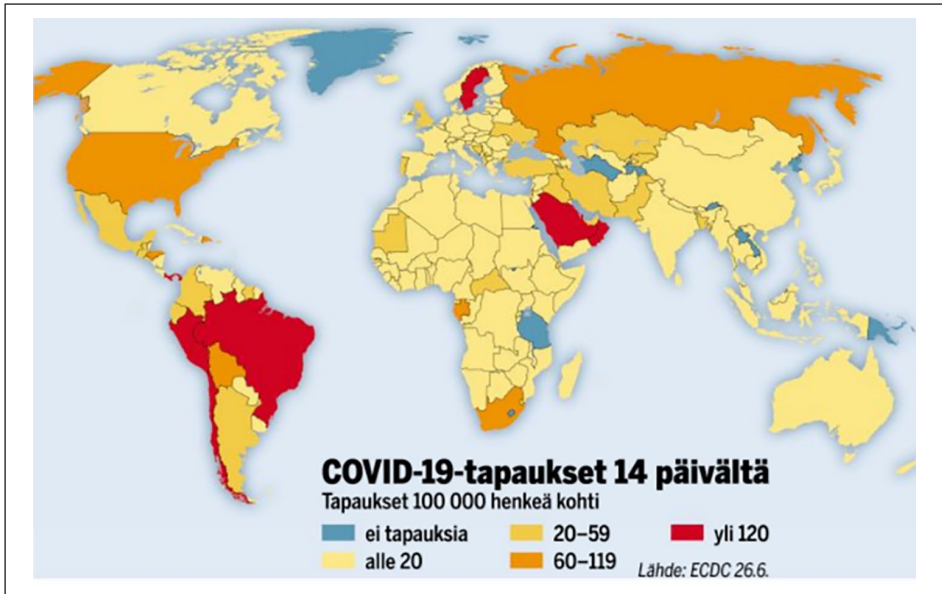 COVID-19-tapaukset 14 päivältä
Tapaukset 100 000 henkeä kohti
ei tapauksia
alle 20
20–59
60–119
yli 120
Lähde: ECDC 26.6.